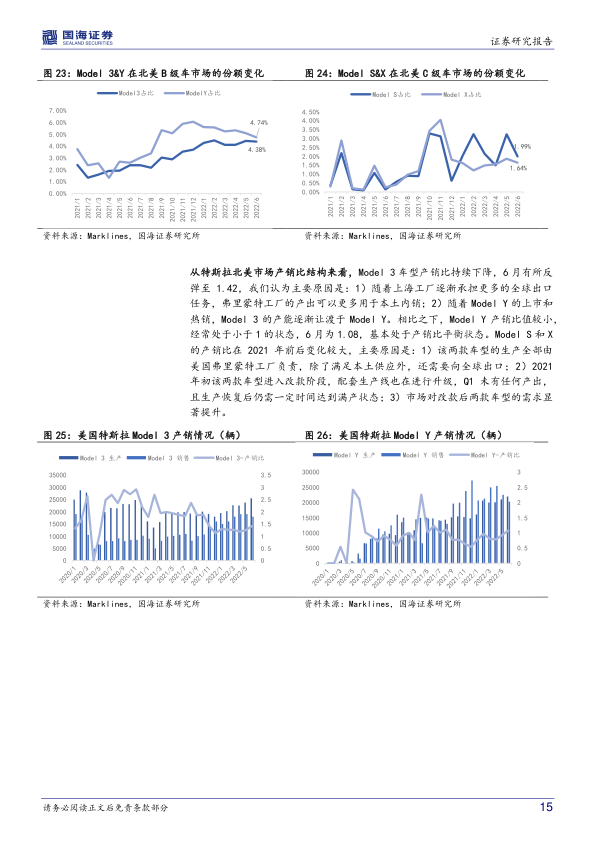 国海证券
SEALAND SECURITIES
证券研究报告
图 23：Model 3&Y 在北美 B 级车市场的份额变化
Model3占比 ModelY占比
7.00%
6.00%
5.00%
4.00%
3.00%
2.00%
1.00%
0.00%
4.74%
4.38%
2021/1 2021/2 2021/3 2021/4 2021/5 2021/6 2021/7 2021/8 2021/9 2021/10 2021/11 2021/12 2022/1 2022/2 2022/3 2022/4 2022/5 2022/6
资料来源：Marklines，国海证券研究所
图 24：Model S&X 在北美 C 级车市场的份额变化
Model S占比 Model X占比
4.50%
4.00%
3.50%
3.00%
2.50%
2.00%
1.50%
1.00%
0.50%
0.00%
1.99%
1.64%
2021/1 2021/2 2021/3 2021/4 2021/5 2021/6 2021/7 2021/8 2021/9 2021/10 2021/11 2021/12 2022/1 2022/2 2022/3 2022/4 2022/5 2022/6
资料来源：Marklines，国海证券研究所
从特斯拉北美市场产销比结构来看，Model 3 车型产销比持续下降，6 月有所反
弹至 1.42，我们认为主要原因是：1）随着上海工厂逐渐承担更多的全球出口
任务，弗里蒙特工厂的产出可以更多用于本土内销；2）随着 Model Y 的上市和
热销，Model 3 的产能逐渐让渡于 Model Y。相比之下，Model Y 产销比值较小，
经常处于小于 1 的状态，6 月为 1.08，基本处于产销比平衡状态。Model S 和 X
的产销比在 2021 年前后变化较大，主要原因是：1）该两款车型的生产全部由
美国弗里蒙特工厂负责，除了满足本土供应外，还需要向全球出口；2）2021
年初该两款车型进入改款阶段，配套生产线也在进行升级，Q1 未有任何产出，
且生产恢复后仍需一定时间达到满产状态；3）市场对改款后两款车型的需求显
著提升。
图 25：美国特斯拉 Model 3 产销情况（辆）
Model 3 生产 Model 3 销售 Model 3-产销比
35000
30000
25000
20000
15000
10000
5000
0
3.5
3
2.5
2
1.5
1
0.5
0
2020/1 2020/3 2020/5 2020/7 2020/9 2020/11 2021/1 2021/3 2021/5 2021/7 2021/9 2021/11 2022/1 2022/3 2022/5
资料来源：Marklines，国海证券研究所
图 26：美国特斯拉 Model Y 产销情况（辆）
Model Y 生产 Model Y 销售 Model Y-产销比
30000
25000
20000
15000
10000
5000
0
3
2.5
2
1.5
1
0.5
0
2020/1 2020/3 2020/5 2020/7 2020/9 2020/11 2021/1 2021/3 2021/5 2021/7 2021/9 2021/11 2022/1 2022/3 2022/5
资料来源：Marklines，国海证券研究所
请务必阅读正文后免责条款部分
15